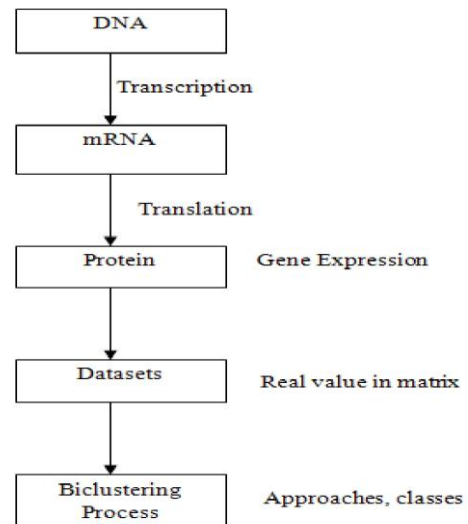 DNA
Transcription
mRNA
Translation
Protein
Gene Expression
Datasets
Real value in matrix
Biclustering
Process
Approaches, classes